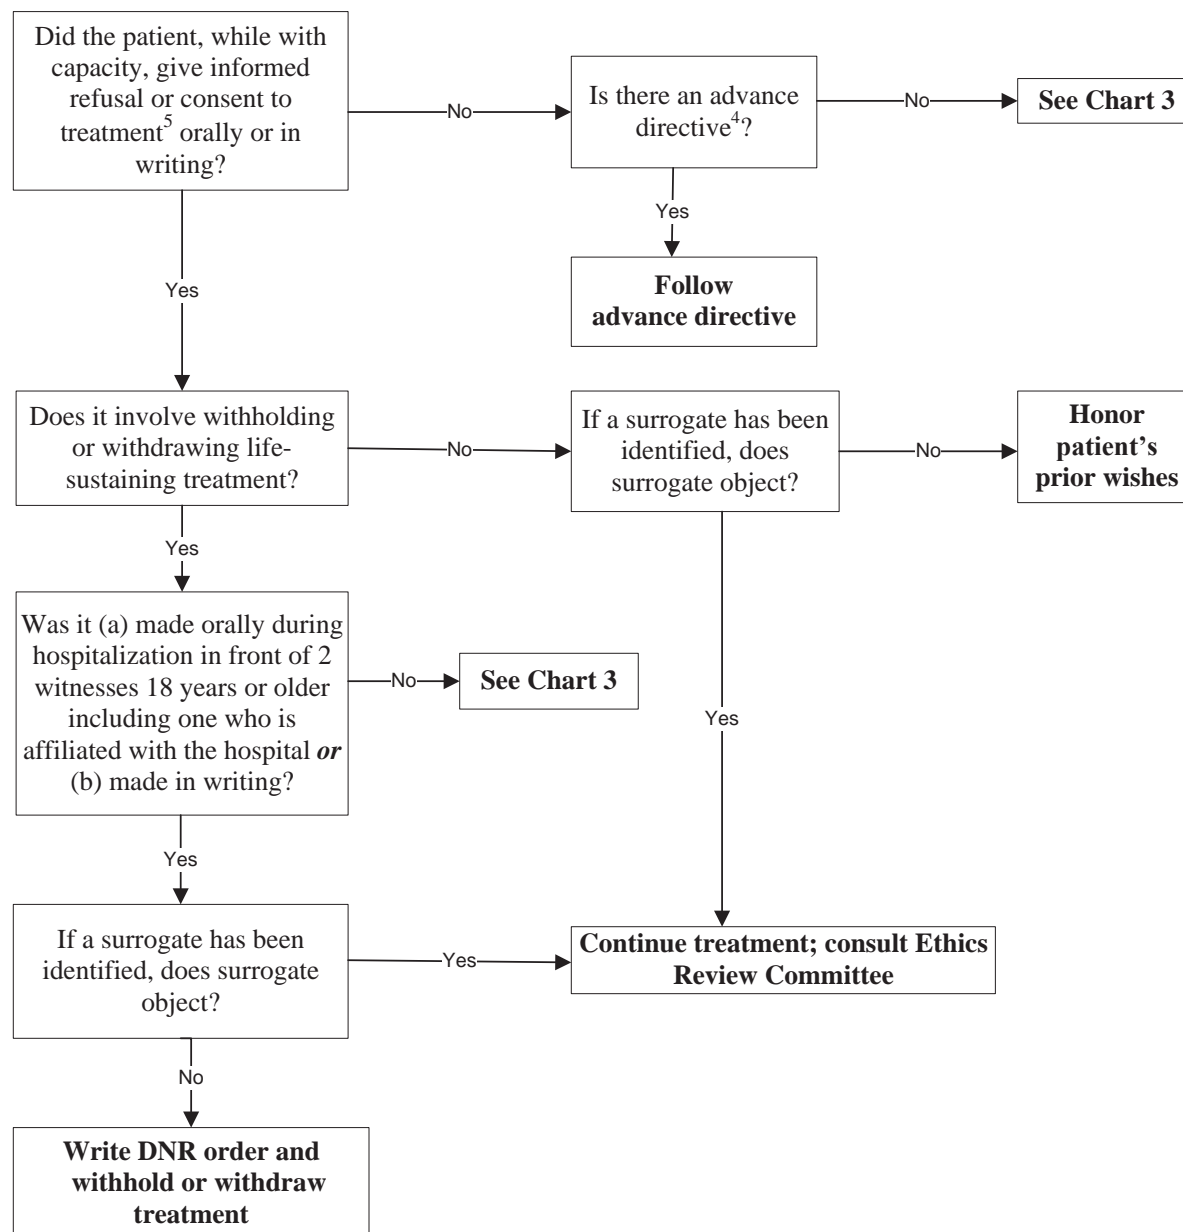 Did the patient, while with
capacity, give informed
refusal or consent to
treatment⁵ orally or in
writing?
No
Is there an advance
directive⁴?
No
See Chart 3
Yes
Follow
advance directive
Yes
Does it involve withholding
or withdrawing life-
sustaining treatment?
No
If a surrogate has been
identified, does
surrogate object?
No
Honor
patient’s
prior wishes
Yes
Was it (a) made orally during
hospitalization in front of 2
witnesses 18 years or older
including one who is
affiliated with the hospital or
(b) made in writing?
No
See Chart 3
Yes
Yes
If a surrogate has been
identified, does surrogate
object?
Yes
Continue treatment; consult Ethics
Review Committee
No
Write DNR order and
withhold or withdraw
treatment